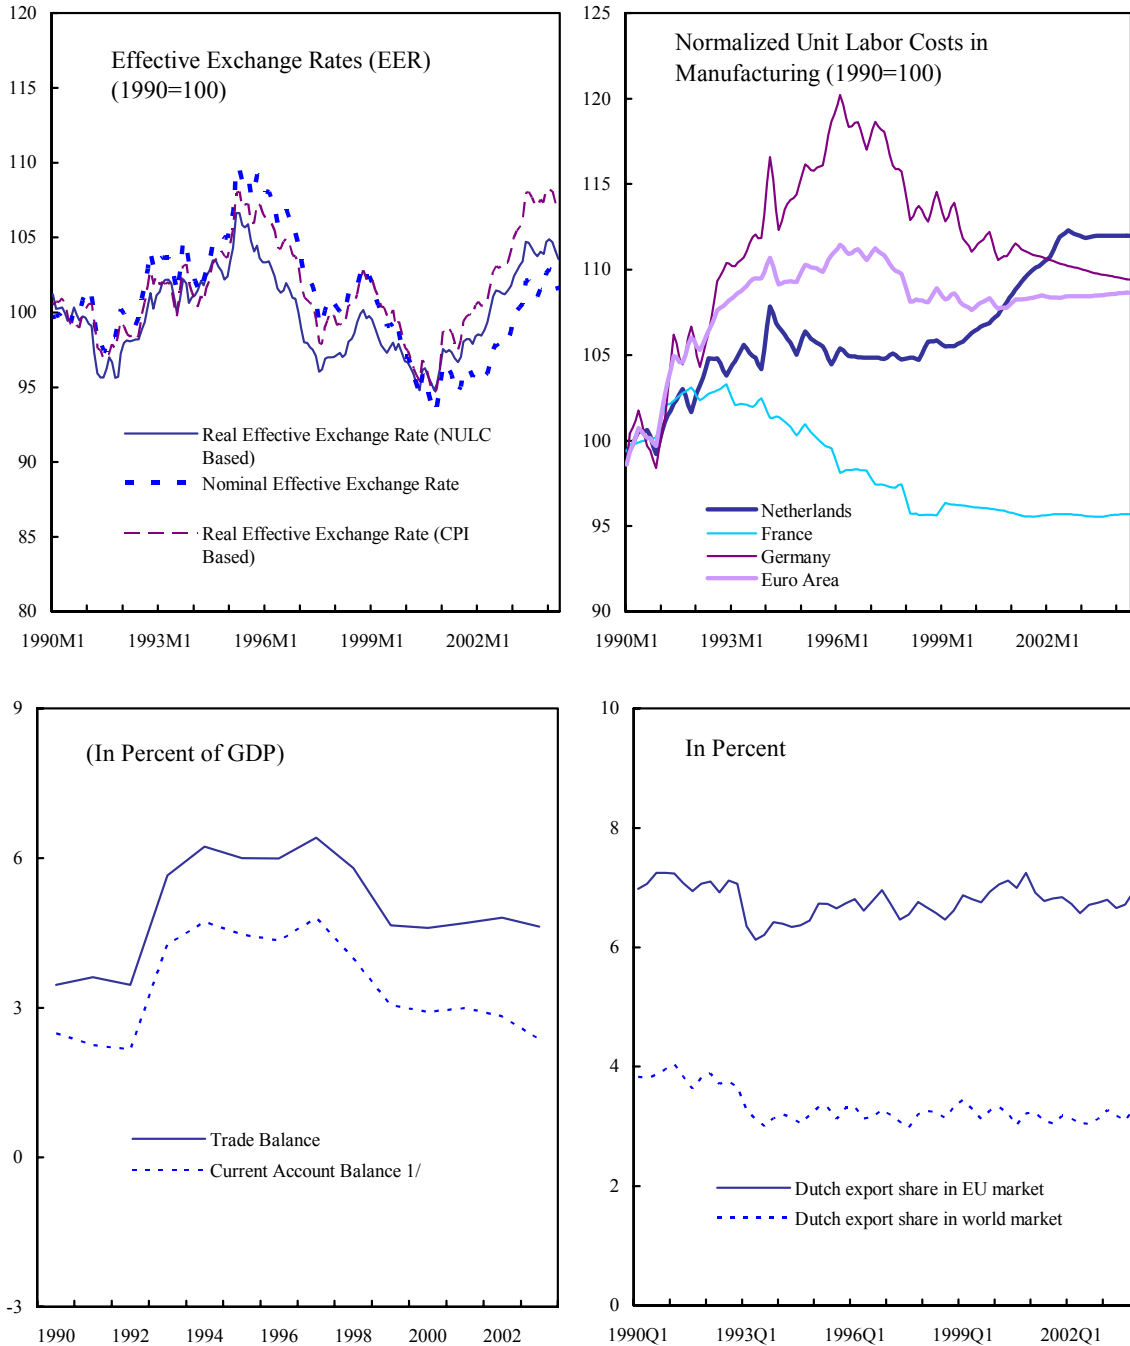 Effective Exchange Rates (EER)
(1990=100)
120
115
110
105
100
95
90
85
80
Real Effective Exchange Rate (NULC
Based)
Nominal Effective Exchange Rate
Real Effective Exchange Rate (CPI
Based)
1990M1 1993M1 1996M1 1999M1 2002M1
Normalized Unit Labor Costs in
Manufacturing (1990=100)
125
120
115
110
105
100
95
90
Netherlands
France
Germany
Euro Area
1990M1 1993M1 1996M1 1999M1 2002M1
(In Percent of GDP)
9
6
3
0
-3
Trade Balance
Current Account Balance 1/
1990 1992 1994 1996 1998 2000 2002
In Percent
10
8
6
4
2
0
Dutch export share in EU market
Dutch export share in world market
1990Q1 1993Q1 1996Q1 1999Q1 2002Q1